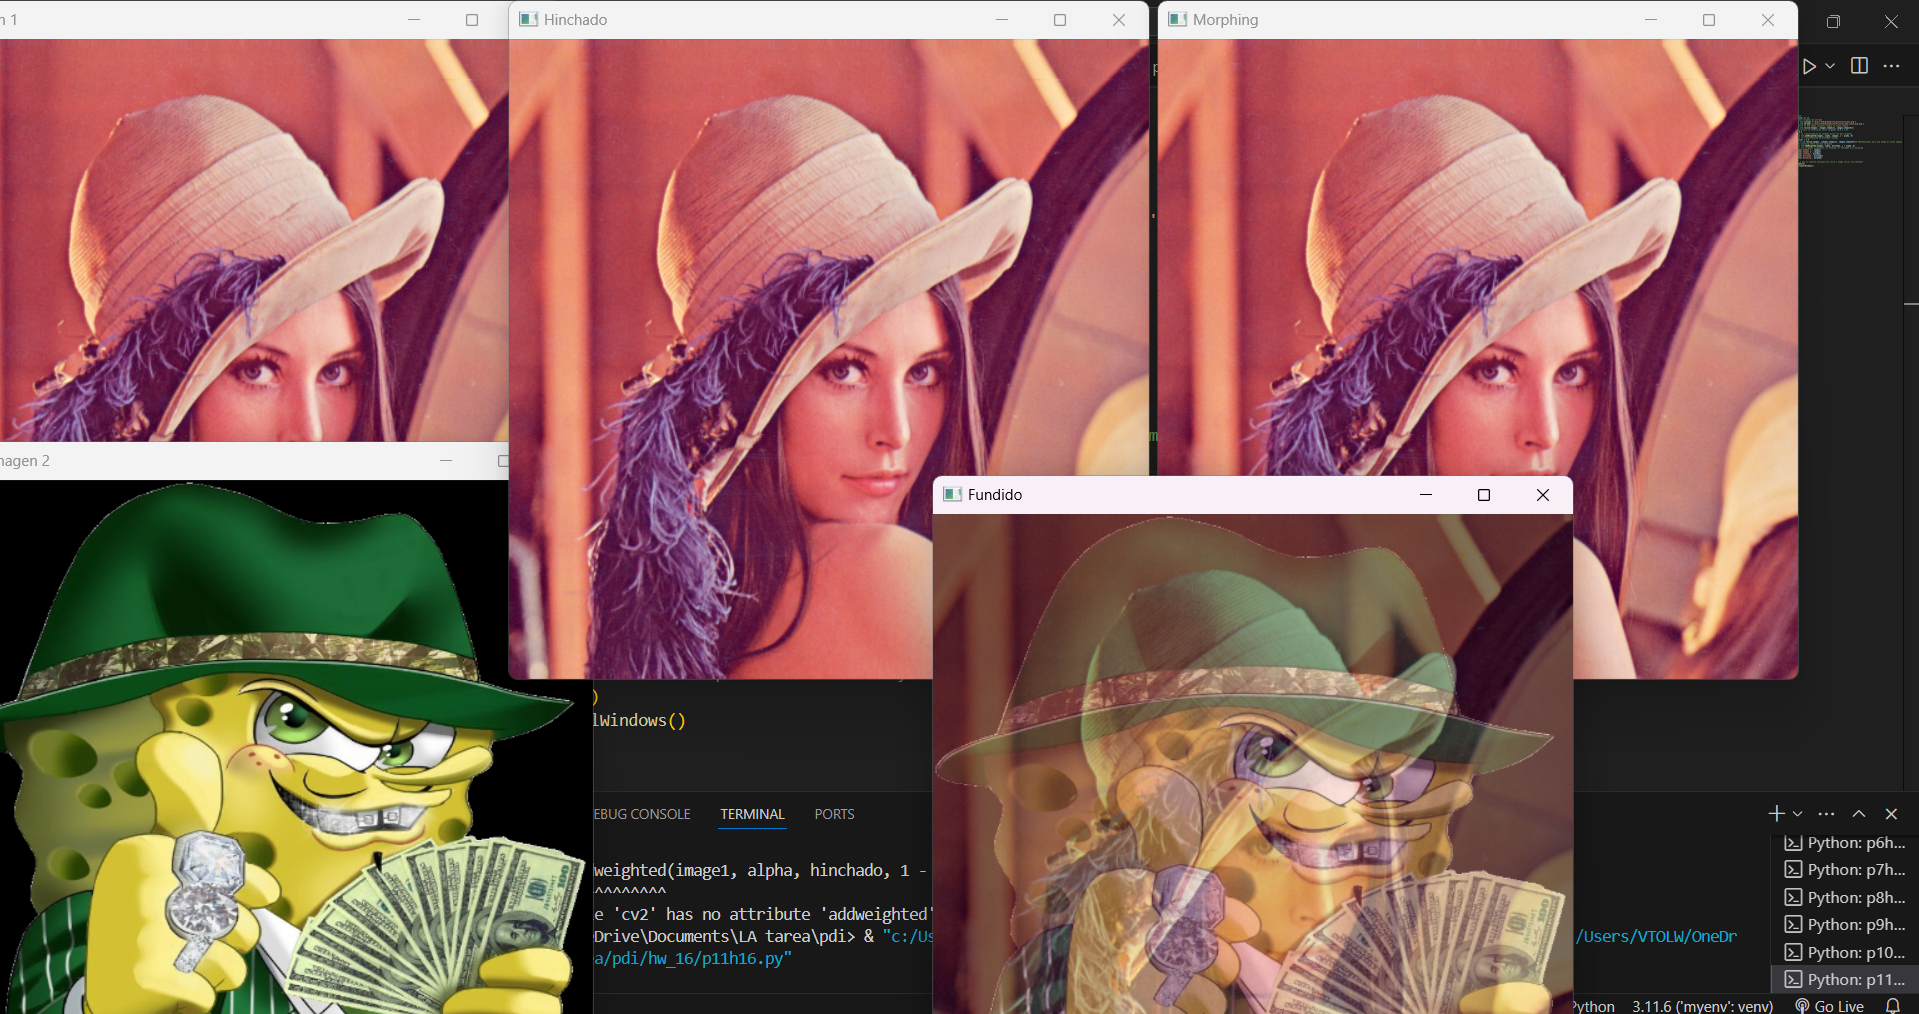 n 1
Hinchado
Morphing
nagen 2
Fundido
)
lWindows()
EBUG CONSOLE
TERMINAL
PORTS
weighted(image1, alpha, hinchado, 1 -
^^^^^^^^
e 'cv2' has no attribute 'addweighted'
Drive\Documents\LA tarea\pdi> & "c:/Us
/Users/VTOLW/OneDr
a/pdi/hw_16/p11h16.py"
Python: p6h...
Python: p7h...
Python: p8h...
Python: p9h...
Python: p10...
Python: p11...
Python
3.11.6 ('myenv': venv)
Go Live